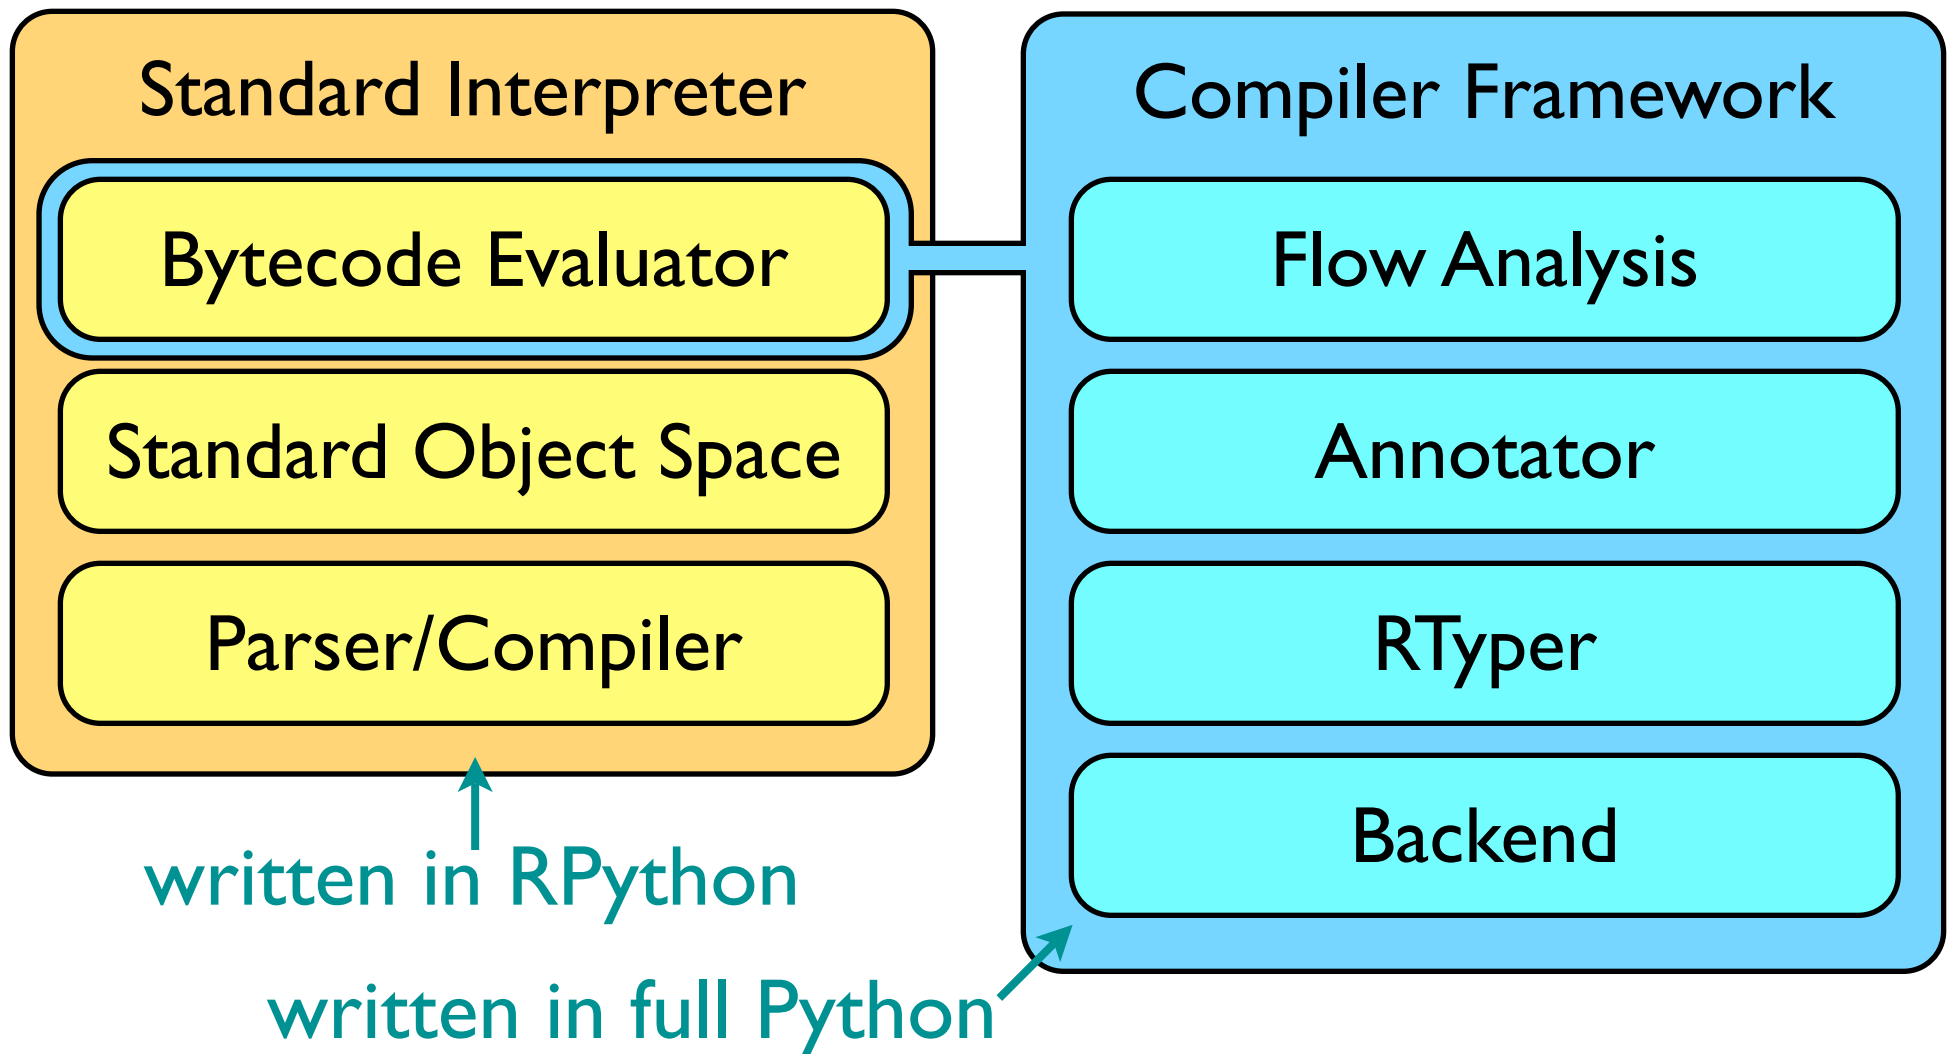 Standard Interpreter
Bytecode Evaluator
Standard Object Space
Parser/Compiler
written in RPython
Compiler Framework
Flow Analysis
Annotator
RTyper
Backend
written in full Python